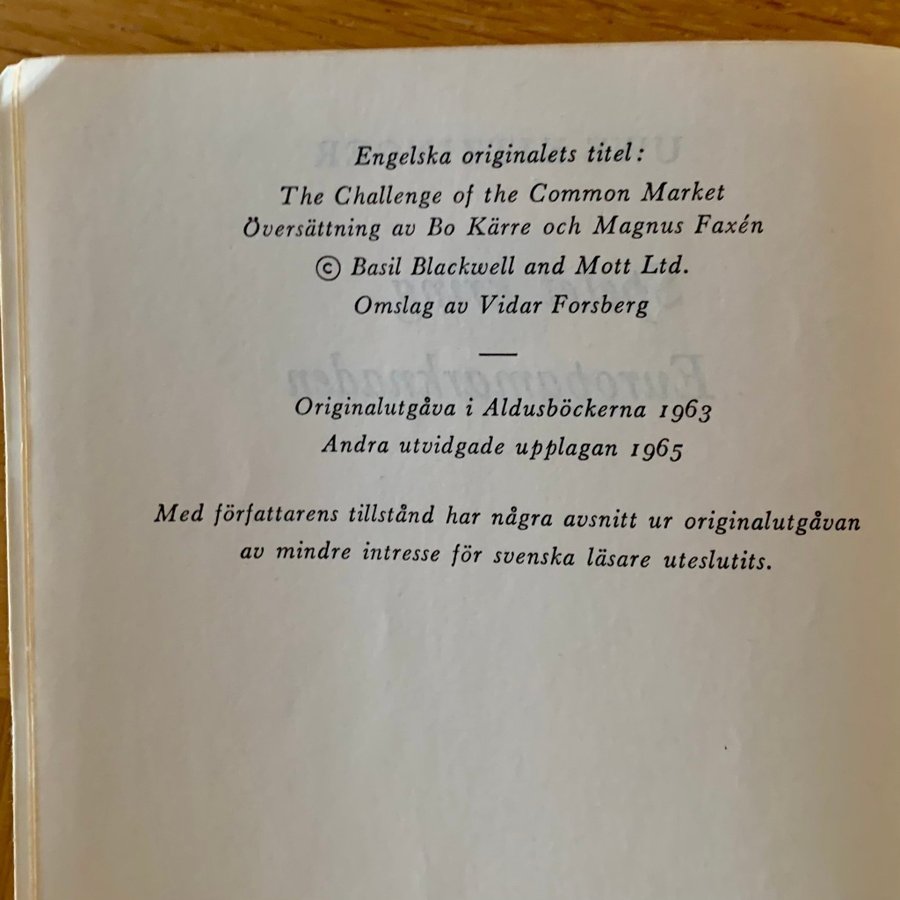 Engelska originalets titel:
The Challenge of the Common Market
Översättning av Bo Kärre och Magnus Faxén
© Basil Blackwell and Mott Ltd.
Omslag av Vidar Forsberg
Originalutgåva i Aldusböckerna 1963
Andra utvidgade upplagan 1965
Med författarens tillstånd har några avsnitt ur originalutgåvan
av mindre intresse för svenska läsare uteslutits.